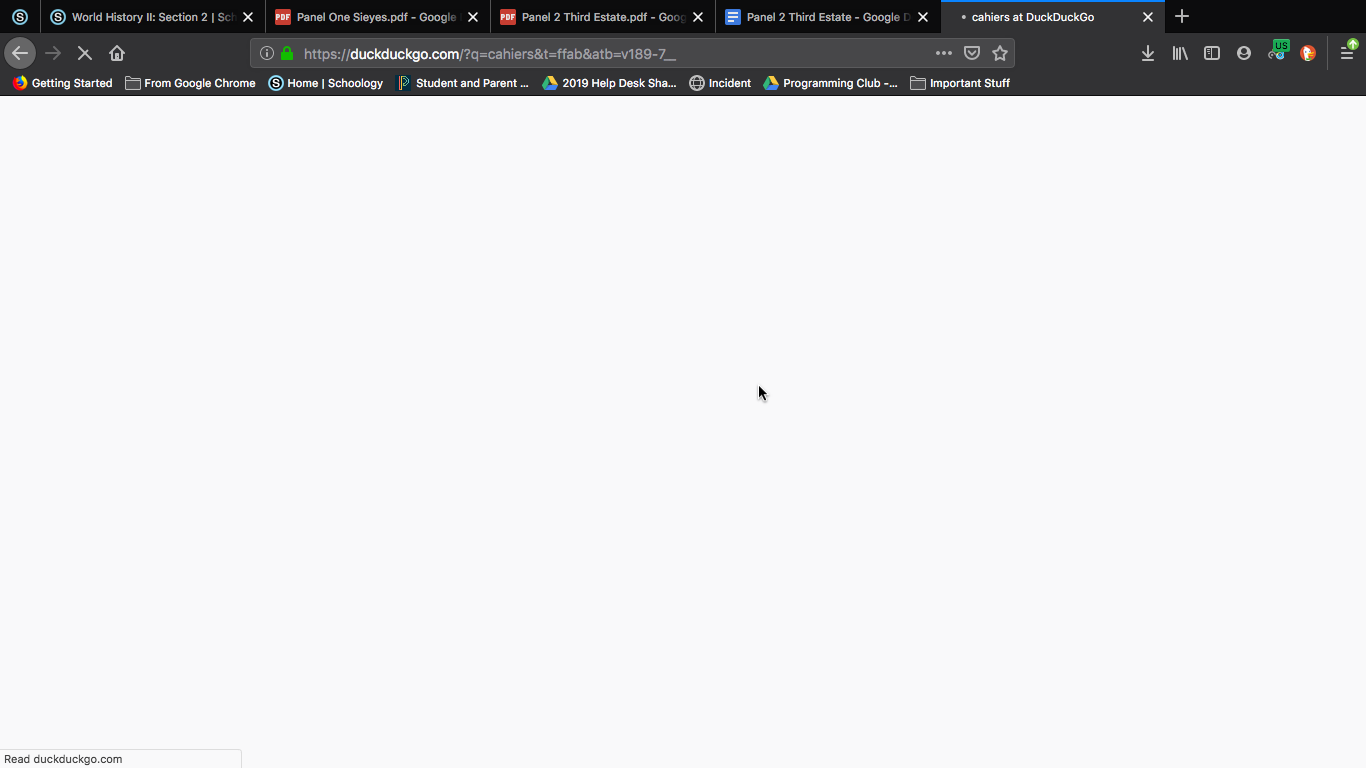 World History II: Section 2 | Sch
Panel One Sieyes.pdf - Google
Panel 2 Third Estate.pdf - Goog
Panel 2 Third Estate - Google D
cahiers at DuckDuckGo
https://duckduckgo.com/?q=cahiers&t=ffab&atb=v189-7__
US
Getting Started
From Google Chrome
Home | Schoology
Student and Parent ...
2019 Help Desk Sha...
Incident
Programming Club -...
Important Stuff
Read duckduckgo.com